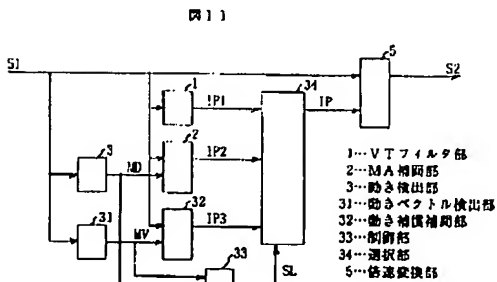 図11
S1
S2
5
1
IP1
34
IP
2
IP2
3
MD
32
IP3
31
MV
33
SL
1…VTフィルタ部
2…MA補間部
3…動き検出部
31…動きベクトル検出部
32…動き補償補間部
33…制御部
34…選択部
5…倍速変換部